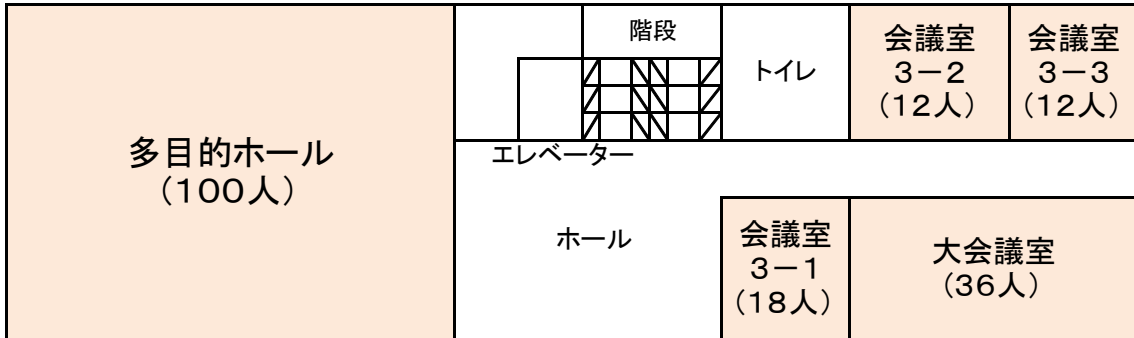 多目的ホール
（100人）
階段
エレベーター
トイレ
会議室
3－2
（12人）
会議室
3－3
（12人）
ホール
会議室
3－1
（18人）
大会議室
（36人）